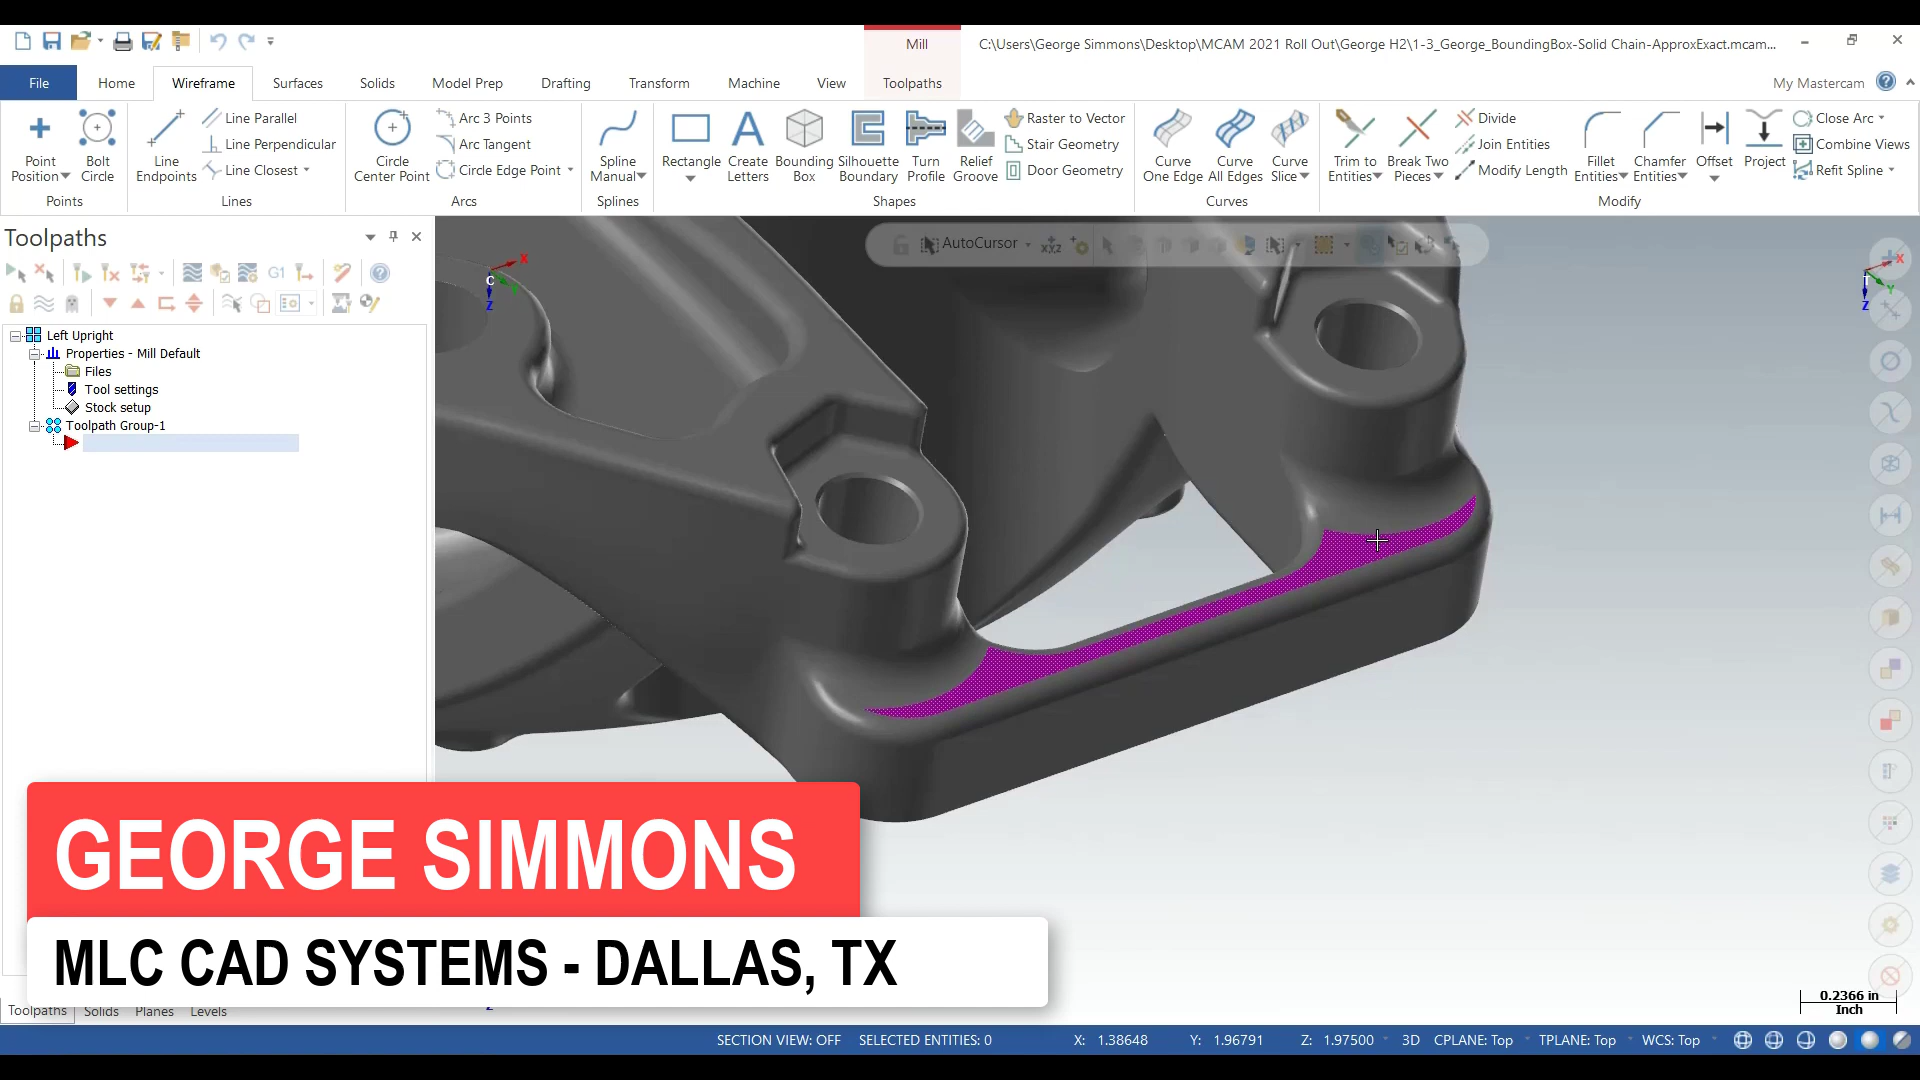 Mill
C:\Users\George Simmons\Desktop\MCAM 2021 Roll Out\George H2\1-3_George_BoundingBox-Solid Chain-ApproxExact.mcam...
File
Home
Wireframe
Surfaces
Solids
Model Prep
Drafting
Transform
Machine
View
Toolpaths
My Mastercam
Point Position
Bolt Circle
Points
Line Endpoints
Line Parallel
Line Perpendicular
Line Closest
Lines
Circle Center Point
Arc 3 Points
Arc Tangent
Circle Edge Point
Arcs
Spline Manual
Splines
Rectangle
Create Letters
Bounding Box
Silhouette Boundary
Turn Profile
Relief Groove
Raster to Vector
Stair Geometry
Door Geometry
Shapes
Curve One Edge
Curve All Edges
Curve Slice
Curves
Trim to Entities
Break Two Pieces
Divide
Join Entities
Modify Length
Fillet Entities
Chamfer Entities
Offset
Project
Close Arc
Combine Views
Refit Spline
Modify
Toolpaths
G1
AutoCursor
XYZ
C
X
Z
X
Y
Z
Left Upright
Properties - Mill Default
Files
Tool settings
Stock setup
Toolpath Group-1
GEORGE SIMMONS
MLC CAD SYSTEMS - DALLAS, TX
Z
0.2366 in
Inch
Toolpaths
Solids
Planes
Levels
SECTION VIEW: OFF
SELECTED ENTITIES: 0
X: 1.38648
Y: 1.96791
Z: 1.97500
3D
CPLANE: Top
TPLANE: Top
WCS: Top